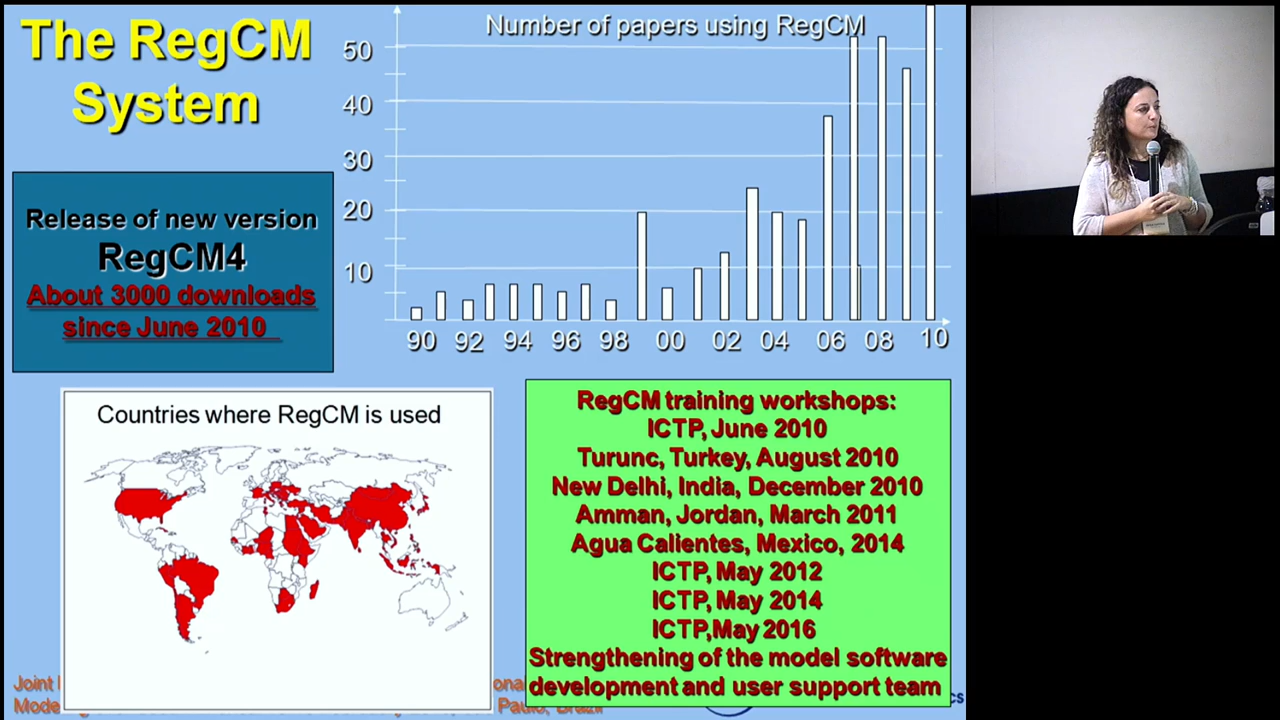 The RegCM
System
Number of papers using RegCM
50
40
30
20
10
90 92 94 96 98 00 02 04 06 08 10
Release of new version
RegCM4
About 3000 downloads
since June 2010
Countries where RegCM is used
RegCM training workshops:
ICTP, June 2010
Turunc, Turkey, August 2010
New Delhi, India, December 2010
Amman, Jordan, March 2011
Agua Calientes, Mexico, 2014
ICTP, May 2012
ICTP, May 2014
ICTP,May 2016
Strengthening of the model software
development and user support team
Joint
Paulo, Brazil